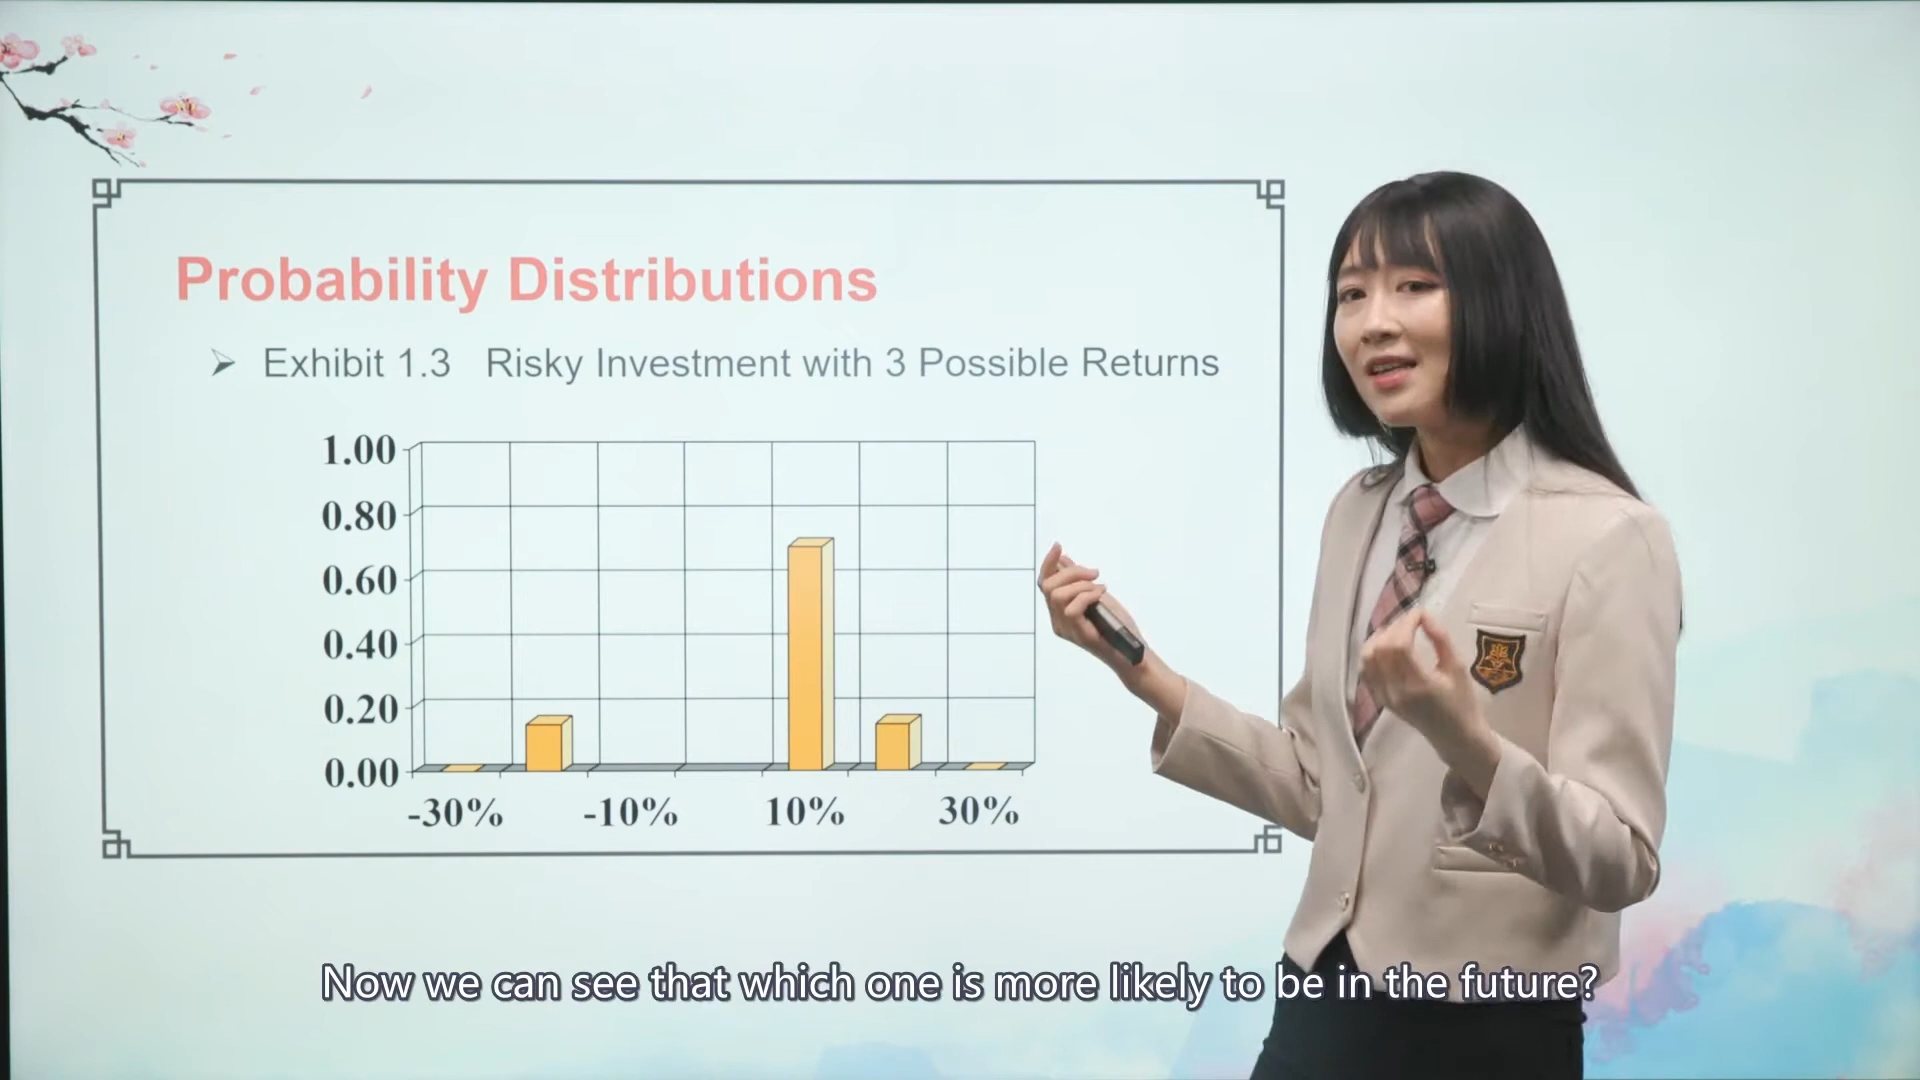 Probability Distributions
Exhibit 1.3 Risky Investment with 3 Possible Returns
1.00
0.80
0.60
0.40
0.20
0.00
-30% -10% 10% 30%
Now we can see that which one is more likely to be in the future?